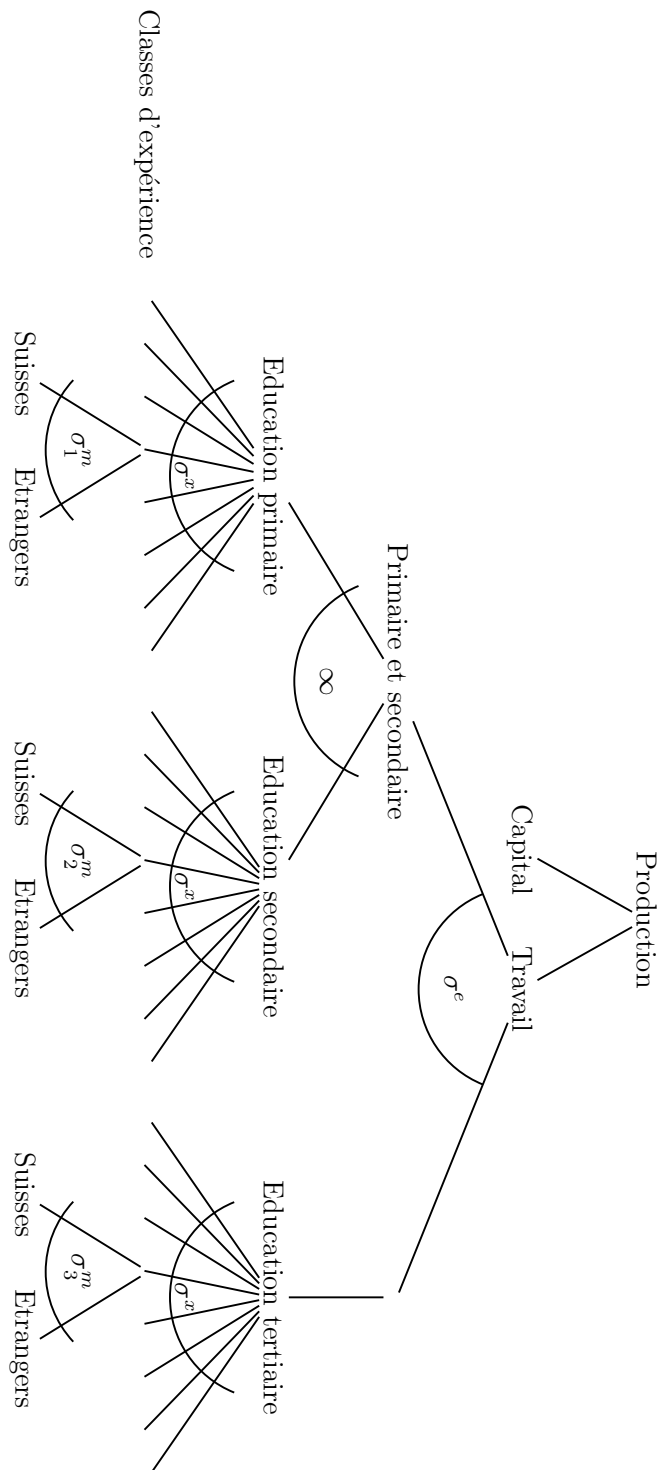 Production
Capital
Travail
σ^e
Primaire et secondaire
∞
Education primaire
Education secondaire
Education tertiaire
σ^x
σ^x
σ^x
Classes d'expérience
σ_1^m
σ_2^m
σ_3^m
Suisses
Etrangers
Suisses
Etrangers
Suisses
Etrangers